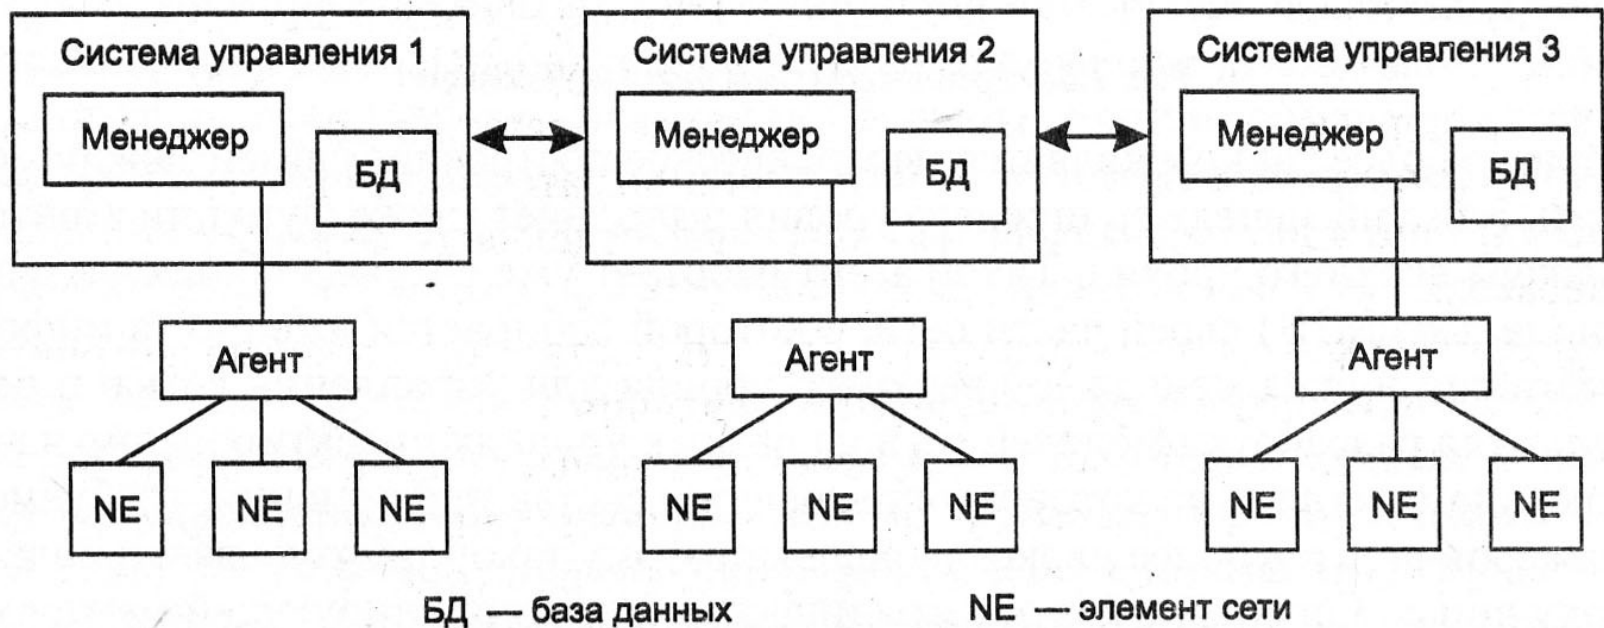 Система управления 1
Система управления 2
Система управления 3
Менеджер
БД
Менеджер
БД
Менеджер
БД
Агент
Агент
Агент
NE
NE
NE
NE
NE
NE
NE
NE
NE
БД — база данных
NE — элемент сети